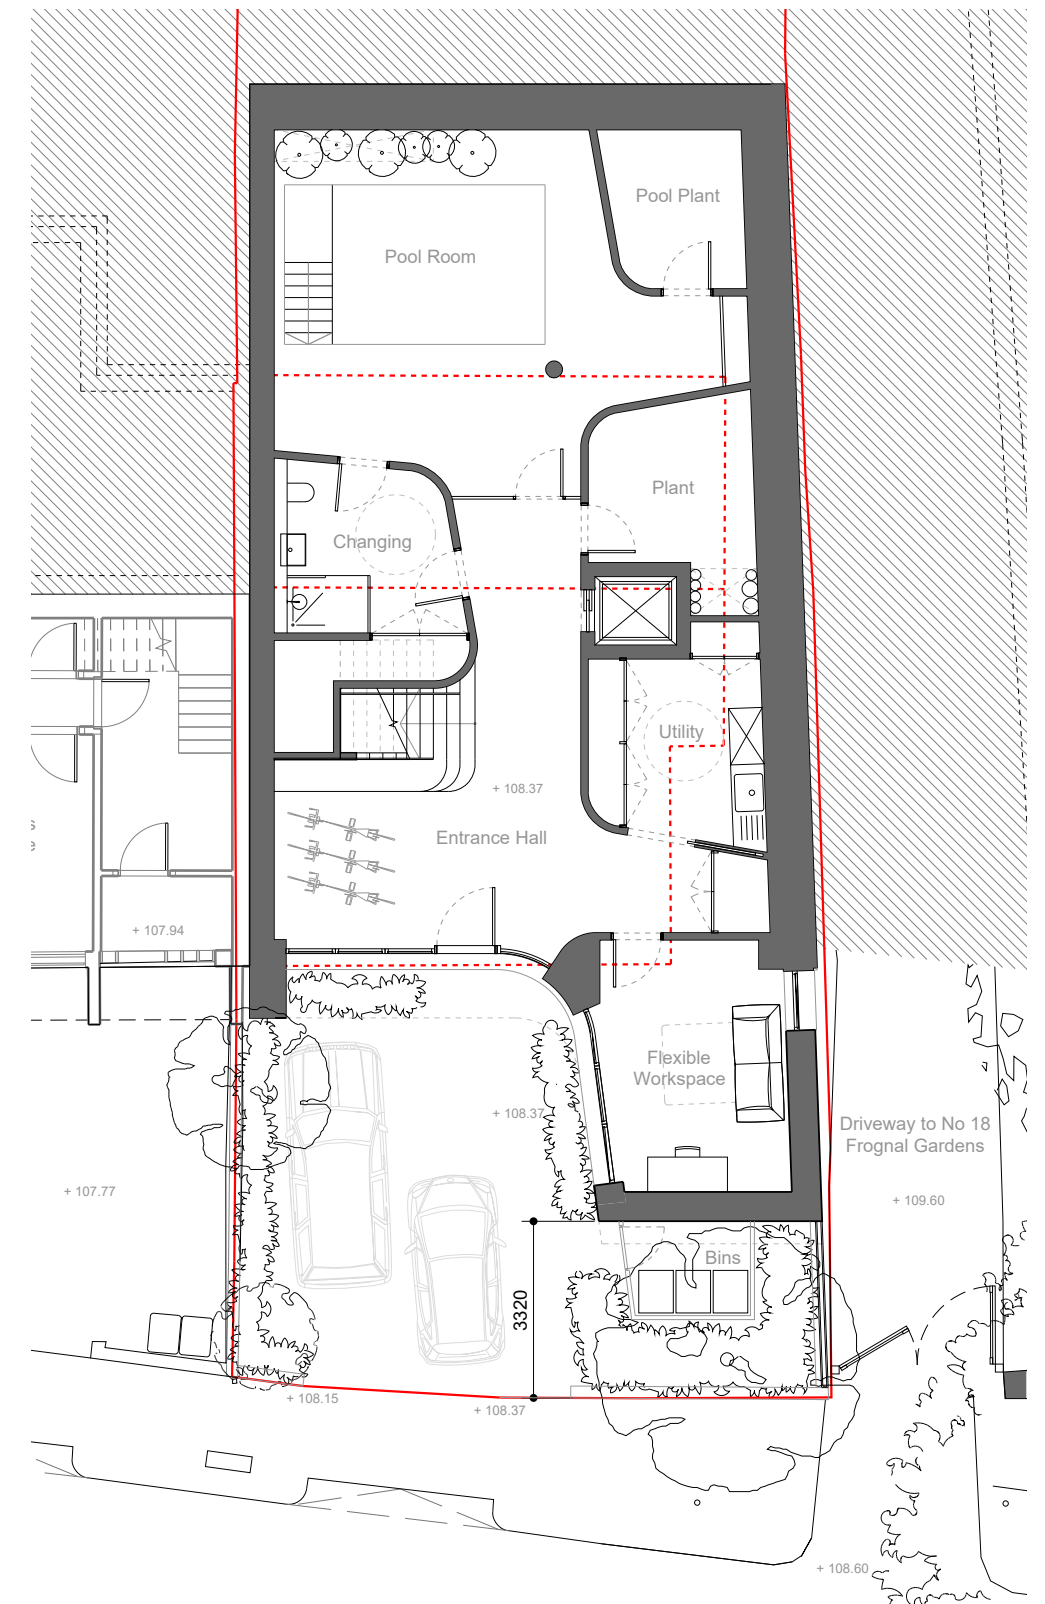 Pool Plant
Pool Room
Plant
Changing
Utility
+ 108.37
Entrance Hall
s
e
+ 107.94
Flexible
Workspace
+ 108.37
Driveway to No 18
Frognal Gardens
+ 107.77
+ 109.60
Bins
3320
+ 108.15
+ 108.37
+ 108.60